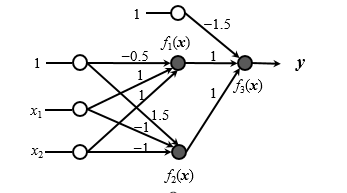 1
−1.5
f₁(x)
1 −0.5 1 y
1 f₃(x)
x₁ 1 1
1.5
−1
x₂ −1
f₂(x)